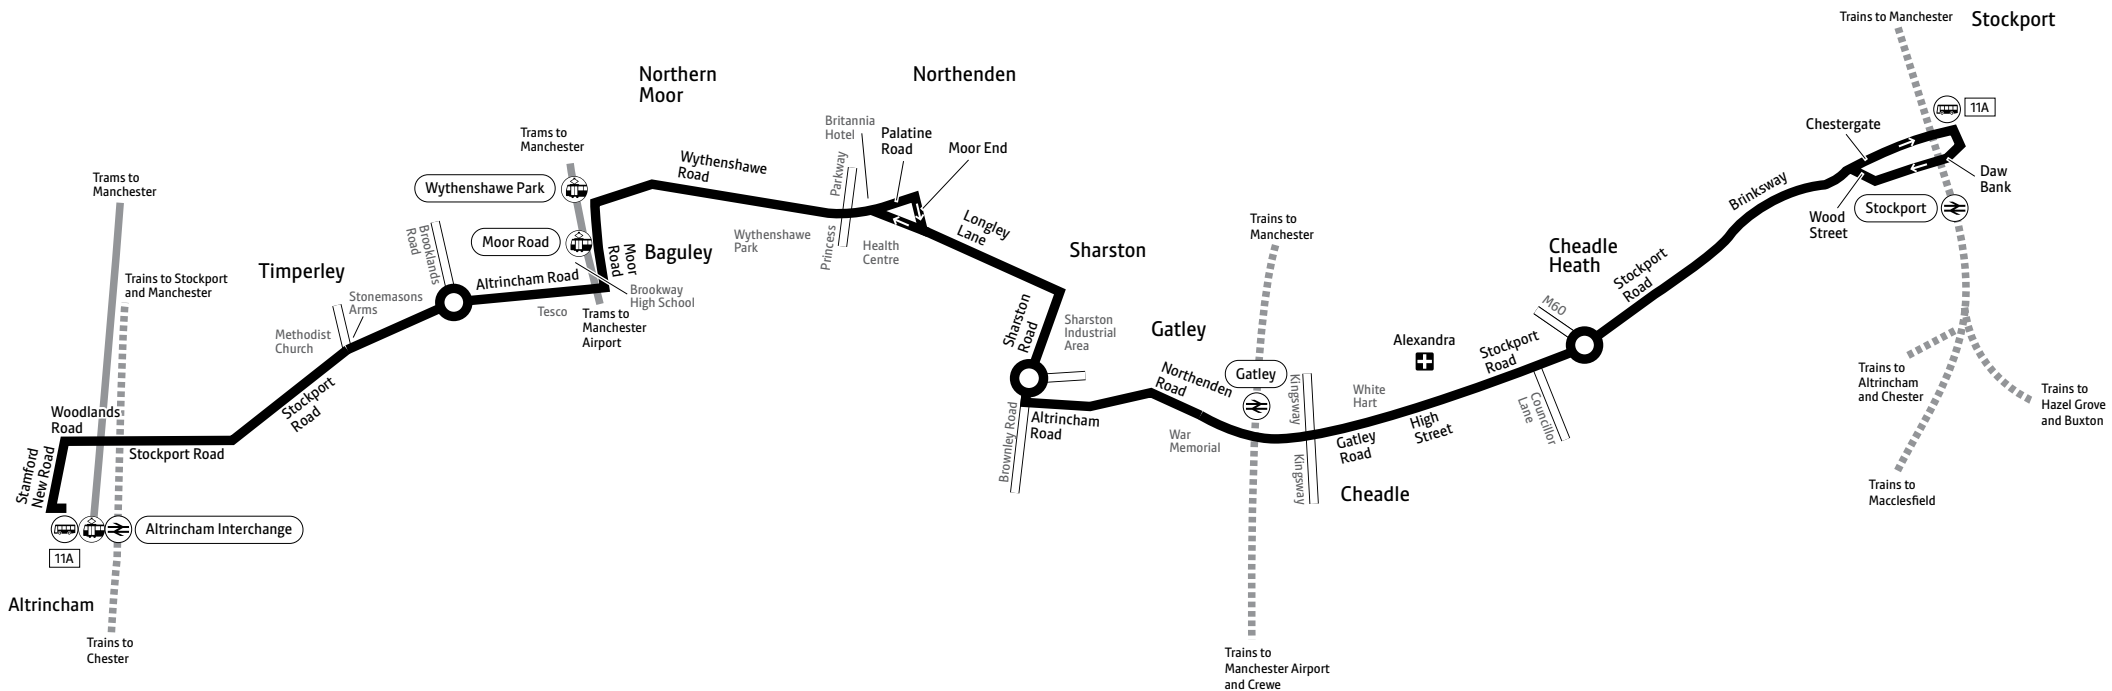 Trains to Manchester
Stockport
11A
Chestergate
Daw
Bank
Brinksway
Wood
Street
Stockport
Northern
Moor
Northenden
Britannia
Hotel
Palatine
Road
Moor End
Trams to
Manchester
Wythenshawe Park
Wythenshawe
Road
Parkway
Princess
Longley
Lane
Health
Centre
Wythenshawe
Park
Moor Road
Moor
Road
Baguley
Brookway
High School
Trams to
Manchester
Airport
Altrincham Road
Tesco
Brooklands
Road
Timperley
Stonemasons
Arms
Methodist
Church
Stockport
Road
Trams to
Manchester
Trains to Stockport
and Manchester
Woodlands
Road
Stockport Road
Stamford
New Road
Altrincham Interchange
11A
Altrincham
Trains to
Chester
Sharston
Sharston
Road
Sharston
Industrial
Area
Brownley Road
Altrincham
Road
Gatley
Northenden
Road
War
Memorial
Trains to
Manchester
Gatley
Kingsway
Kingsway
Trains to
Manchester Airport
and Crewe
Gatley
Road
White
Hart
High
Street
Alexandra
Cheadle
Stockport
Road
Councillor
Lane
M60
Cheadle
Heath
Stockport
Road
Trains to
Altrincham
and Chester
Trains to
Hazel Grove
and Buxton
Trains to
Macclesfield